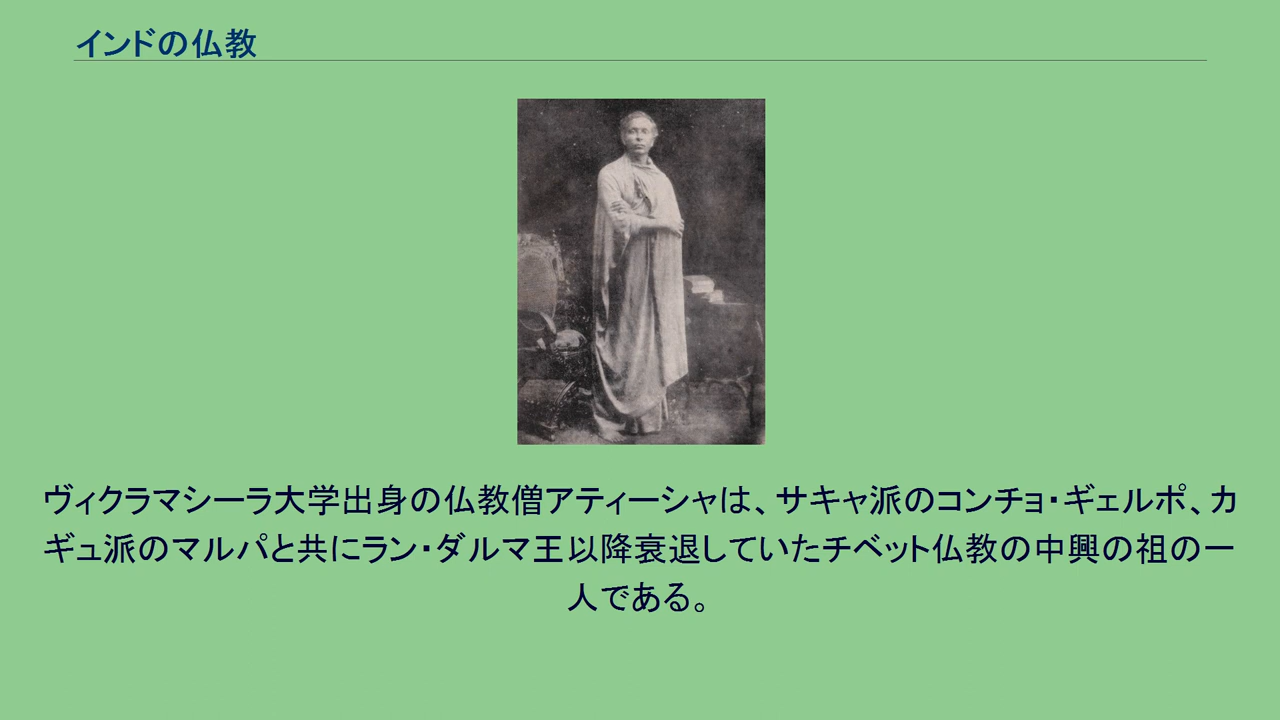 インドの仏教
ヴィクラマシーラ大学出身の仏教僧アティーシャは、サキャ派のコンチョ・ギェルポ、カ
ギュ派のマルパと共にラン・ダルマ王以降衰退していたチベット仏教の中興の祖の一
人である。